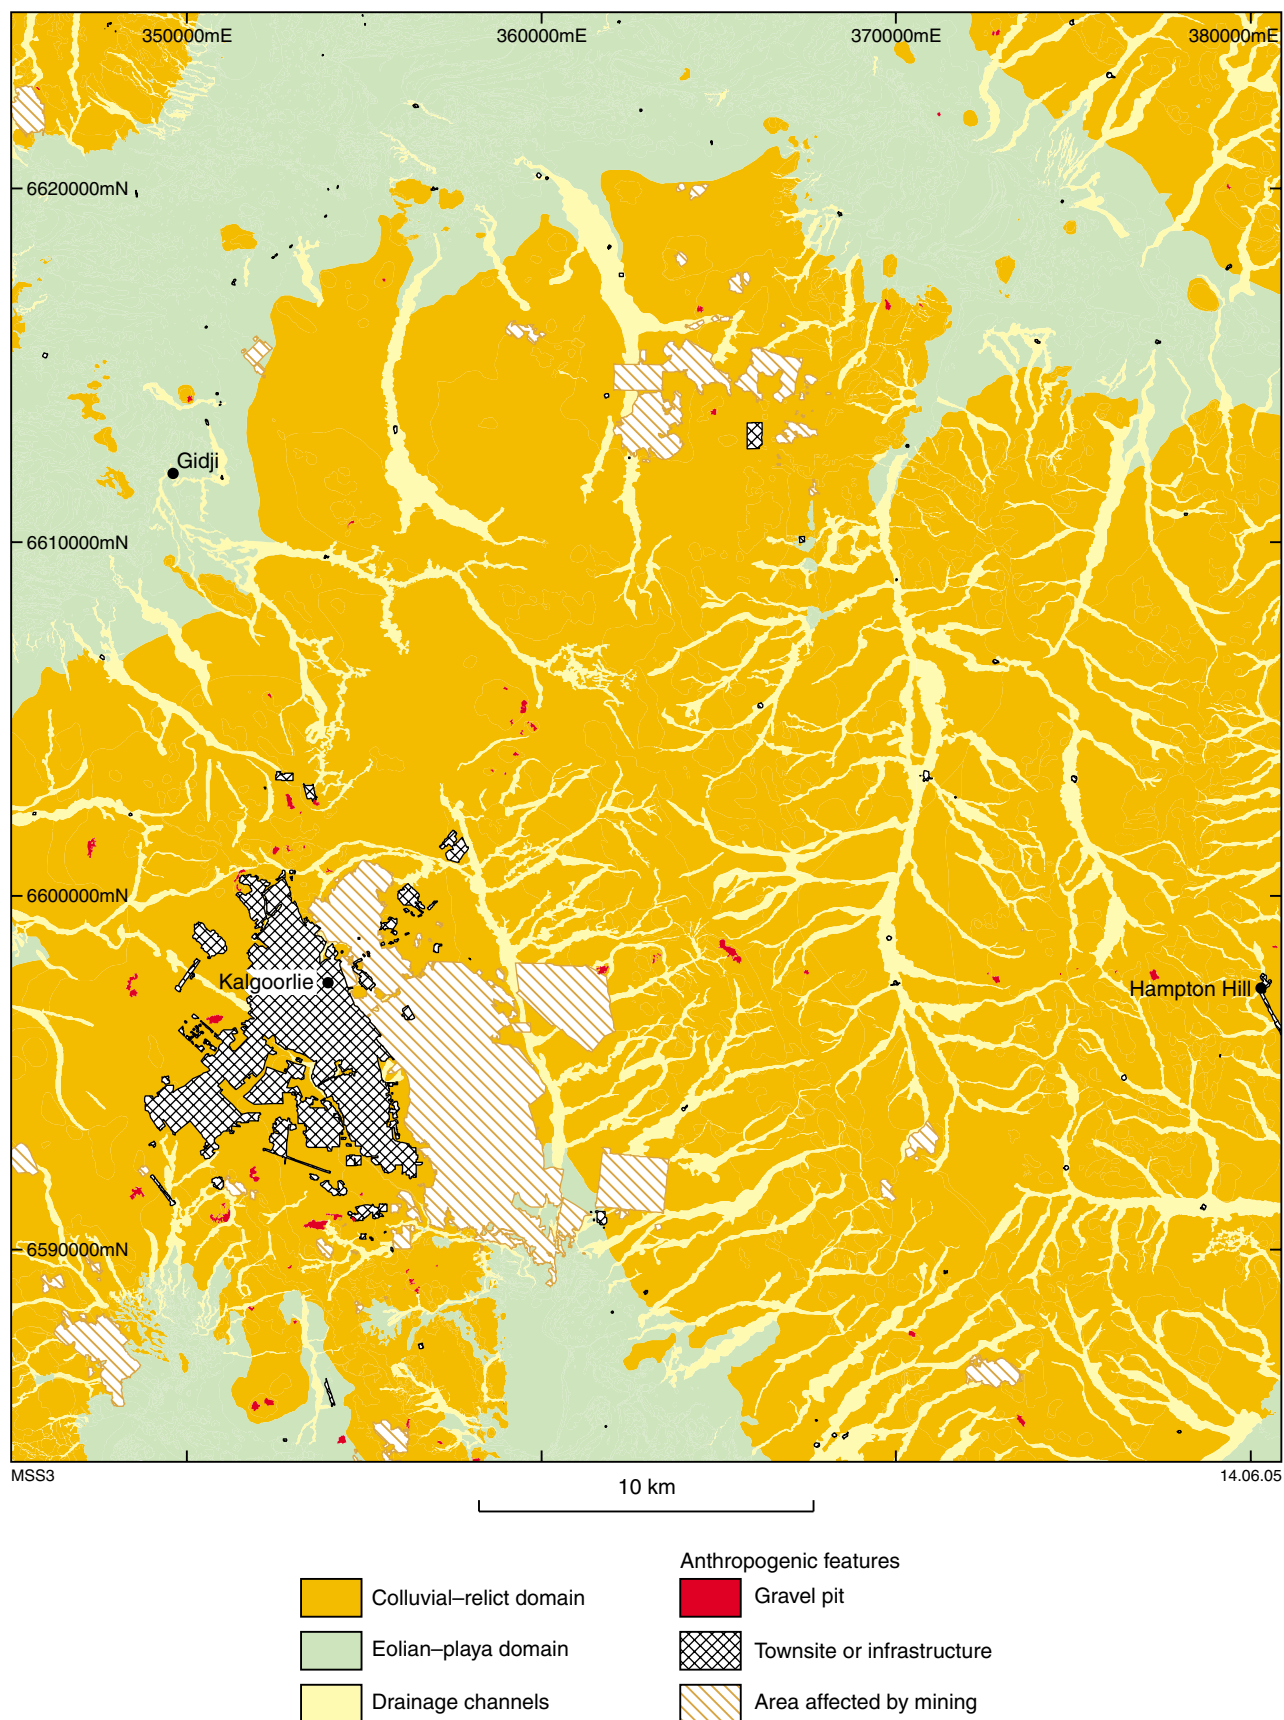 350000mE
360000mE
370000mE
380000mE
6620000mN
Gidji
6610000mN
6600000mN
Kalgoorlie
Hampton Hill
6590000mN
MSS3
14.06.05
10 km
Anthropogenic features
Colluvial–relict domain
Gravel pit
Eolian–playa domain
Townsite or infrastructure
Drainage channels
Area affected by mining